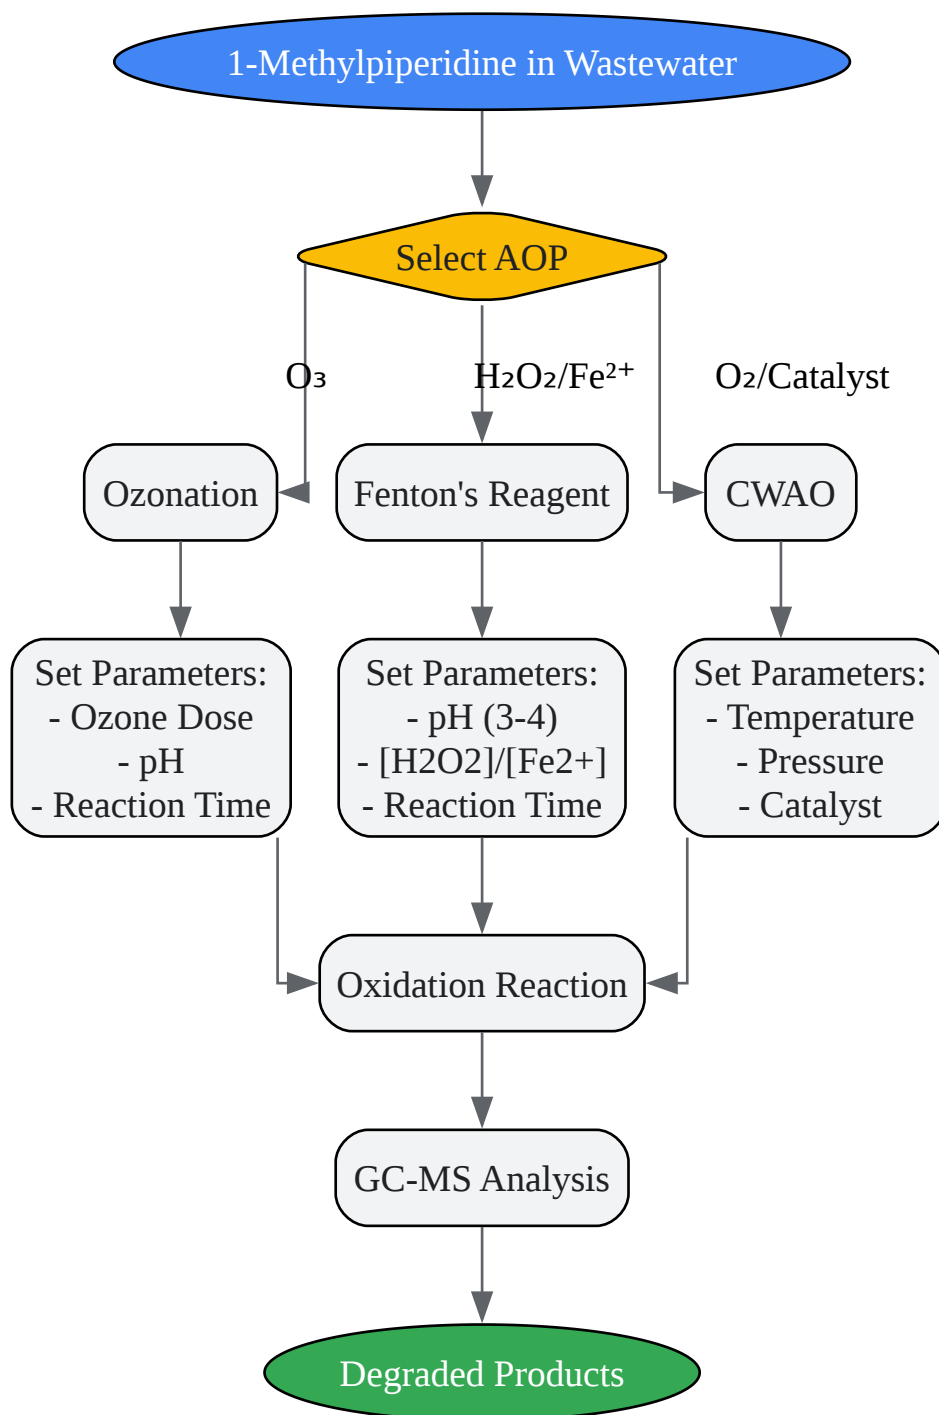 1-Methylpiperidine in Wastewater
Select AOP
O₃
H₂O₂/Fe²⁺
O₂/Catalyst
Ozonation
Fenton's Reagent
CWAO
Set Parameters:
- Ozone Dose
- pH
- Reaction Time
Set Parameters:
- pH (3-4)
- [H2O2]/[Fe2+]
- Reaction Time
Set Parameters:
- Temperature
- Pressure
- Catalyst
Oxidation Reaction
GC-MS Analysis
Degraded Products